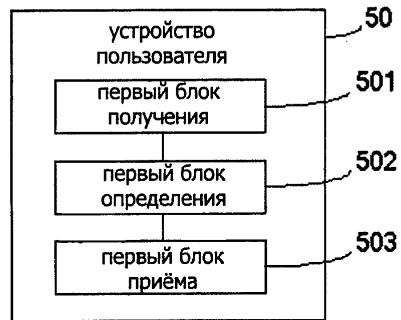 устройство 50
пользователя
первый блок 501
получения
первый блок 502
определения
первый блок 503
приёма